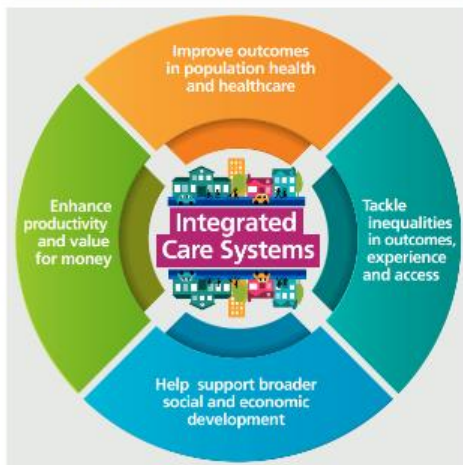 Improve outcomes
in population health
and healthcare
Enhance
productivity
and value
for money
Integrated
Care Systems
Tackle
inequalities
in outcomes,
experience
and access
Help support broader
social and economic
development